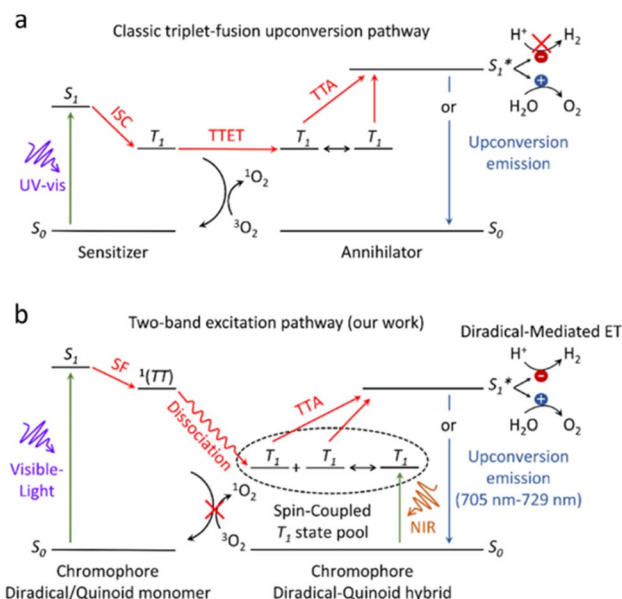 a
Classic triplet-fusion upconversion pathway
H⁺ H₂
S₁*
TTA
or
H₂O O₂
S₁
ISC
T₁
TTET
T₁ T₁
Upconversion
emission
UV-vis
¹O₂
³O₂
S₀
S₀
Sensitizer
Annihilator
b
Two-band excitation pathway (our work)
Diradical-Mediated ET
H⁺ H₂
S₁
SF
¹(TT)
S₁*
Dissociation
TTA
or
H₂O O₂
Visible-
Light
T₁ + T₁ T₁
Upconversion
emission
(705 nm-729 nm)
¹O₂
³O₂
Spin-Coupled
T₁ state pool
NIR
S₀
S₀
Chromophore
Diradical/Quinoid monomer
Chromophore
Diradical-Quinoid hybrid